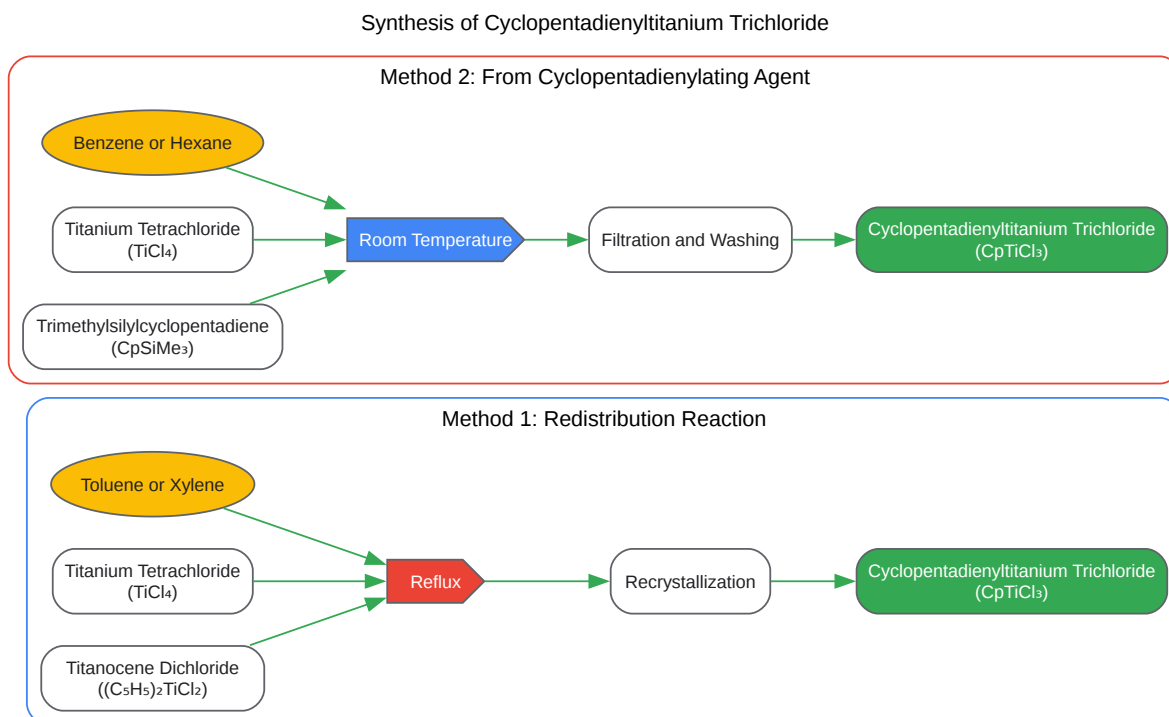 Synthesis of Cyclopentadienyltitanium Trichloride
Method 2: From Cyclopentadienylating Agent
Benzene or Hexane
Titanium Tetrachloride
(TiCl₄)
Trimethylsilylcyclopentadiene
(CpSiMe₃)
Room Temperature
Filtration and Washing
Cyclopentadienyltitanium Trichloride
(CpTiCl₃)
Method 1: Redistribution Reaction
Toluene or Xylene
Titanium Tetrachloride
(TiCl₄)
Titanocene Dichloride
((C₅H₅)₂TiCl₂)
Reflux
Recrystallization
Cyclopentadienyltitanium Trichloride
(CpTiCl₃)